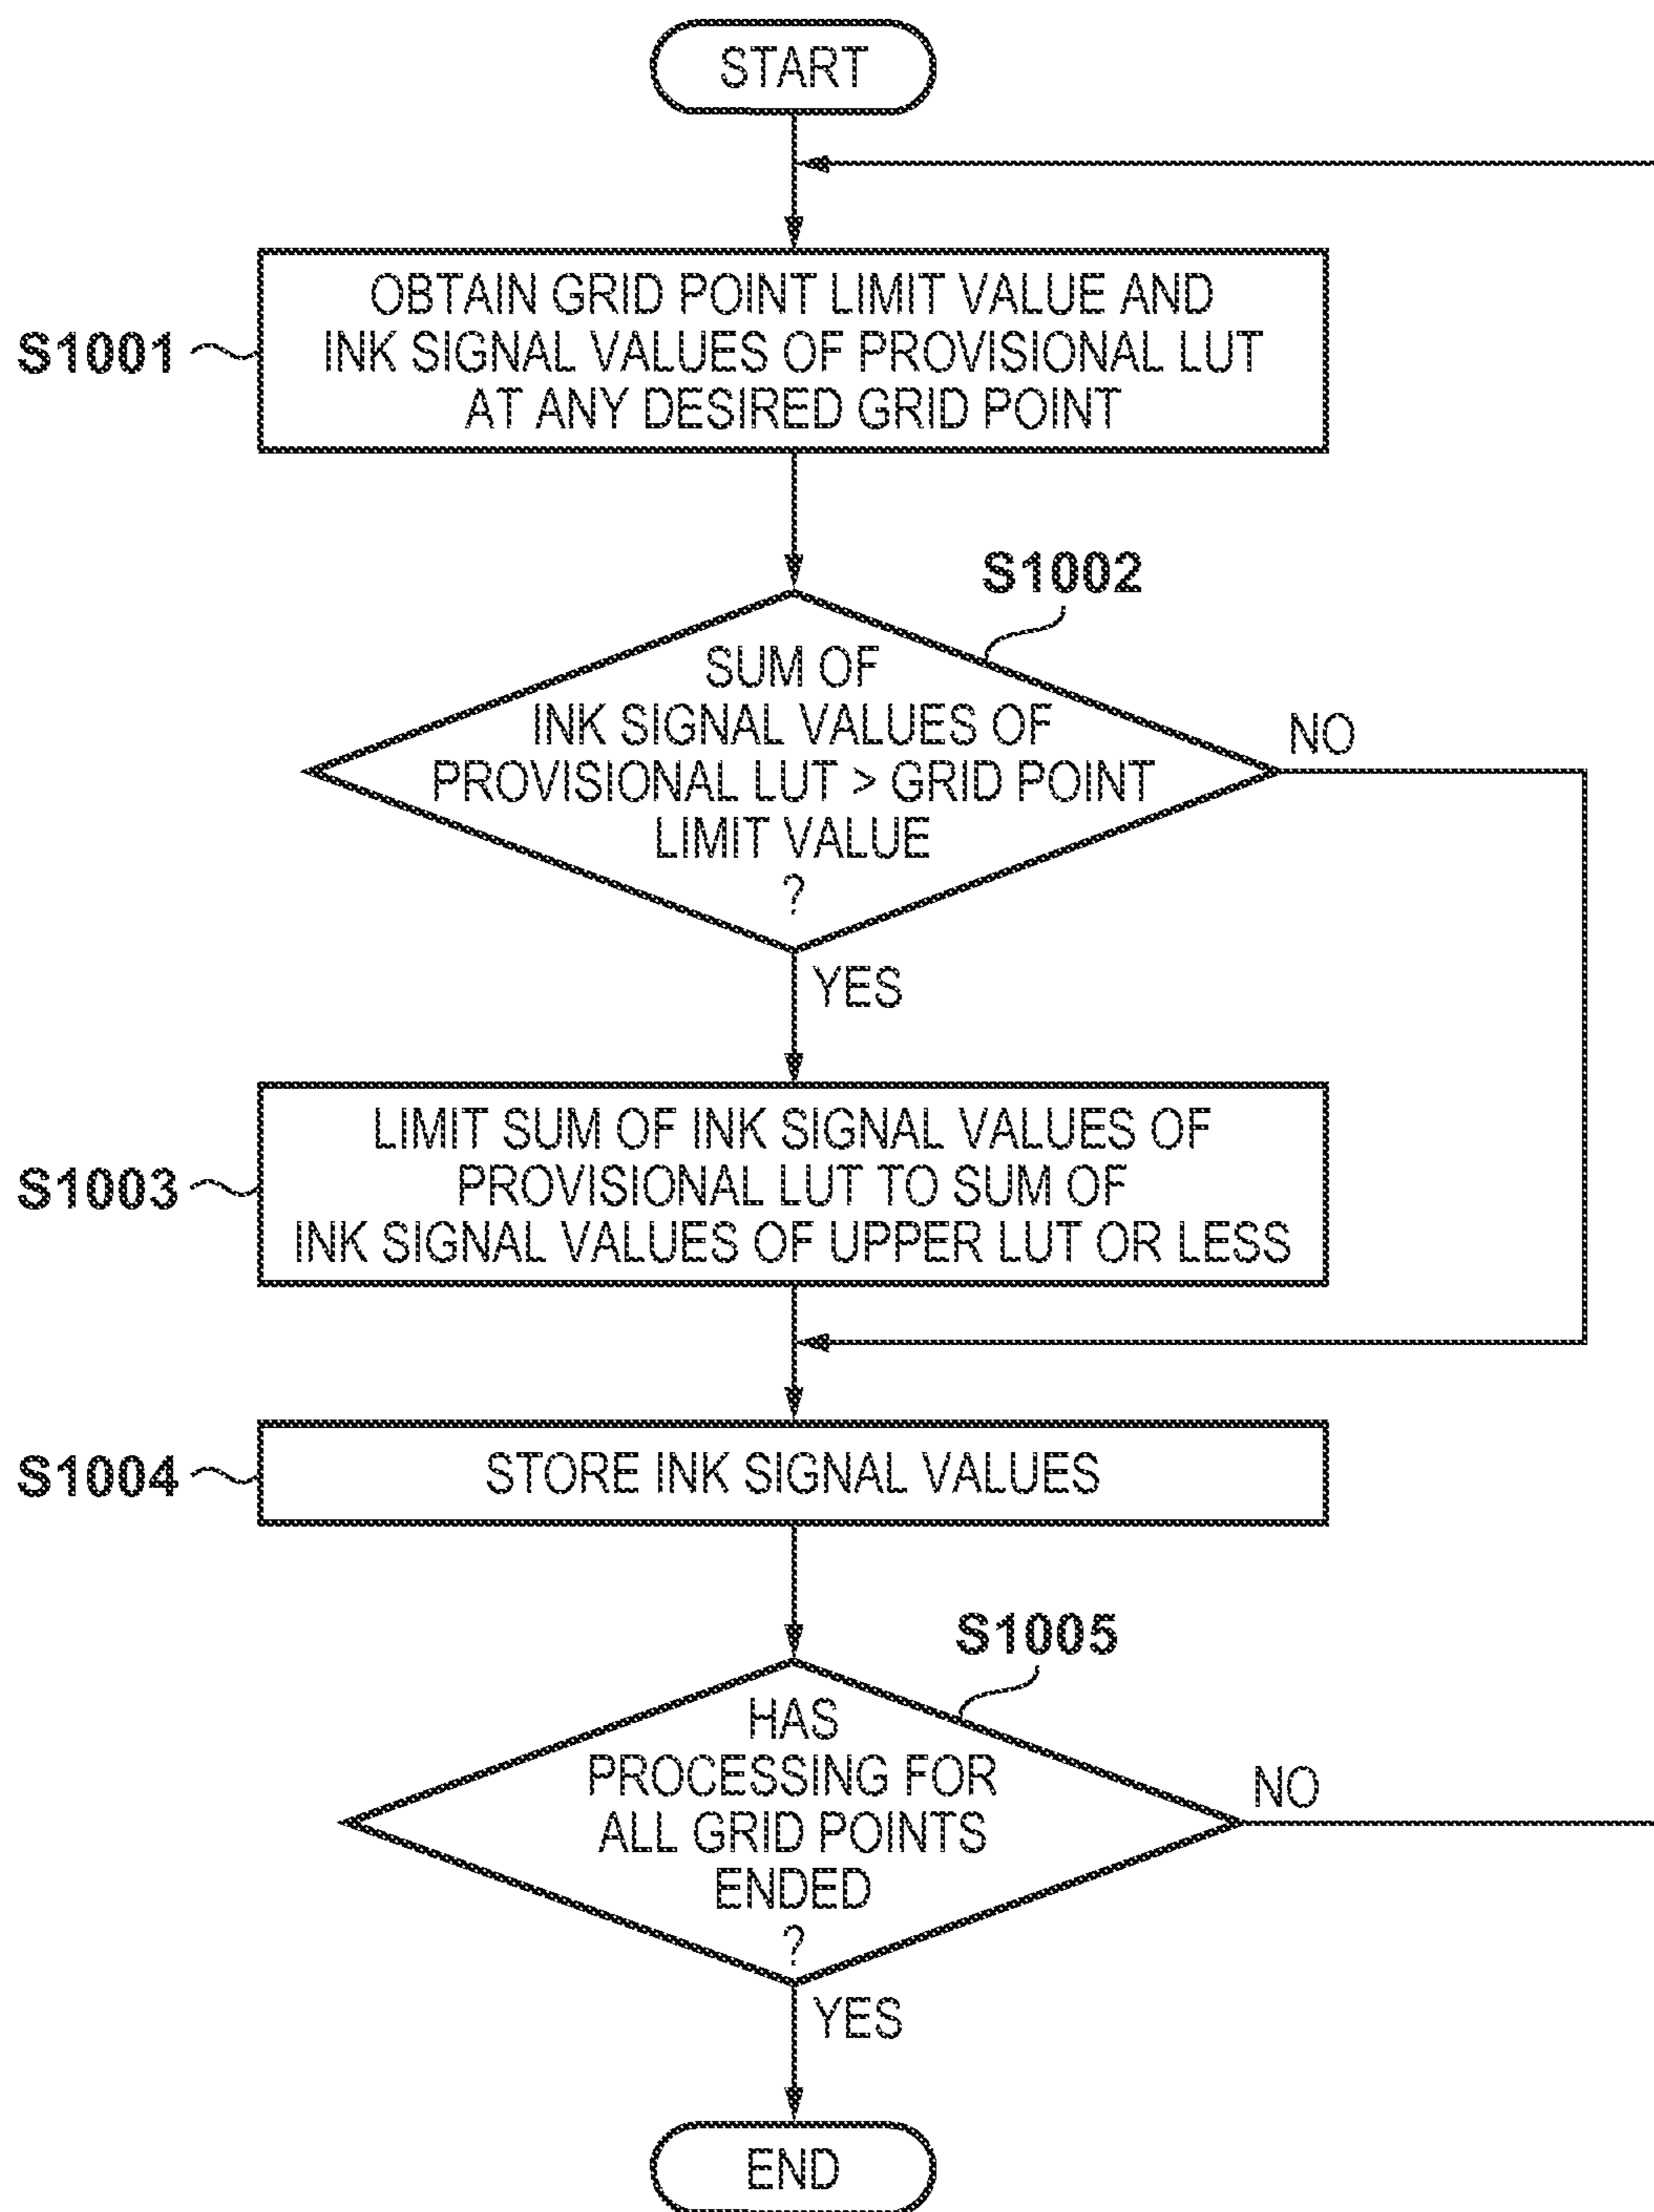 START
S1001
OBTAIN GRID POINT LIMIT VALUE AND
INK SIGNAL VALUES OF PROVISIONAL LUT
AT ANY DESIRED GRID POINT
S1002
SUM OF
INK SIGNAL VALUES OF
PROVISIONAL LUT > GRID POINT
LIMIT VALUE
?
NO
YES
S1003
LIMIT SUM OF INK SIGNAL VALUES OF
PROVISIONAL LUT TO SUM OF
INK SIGNAL VALUES OF UPPER LUT OR LESS
S1004
STORE INK SIGNAL VALUES
S1005
HAS
PROCESSING FOR
ALL GRID POINTS
ENDED
?
NO
YES
END